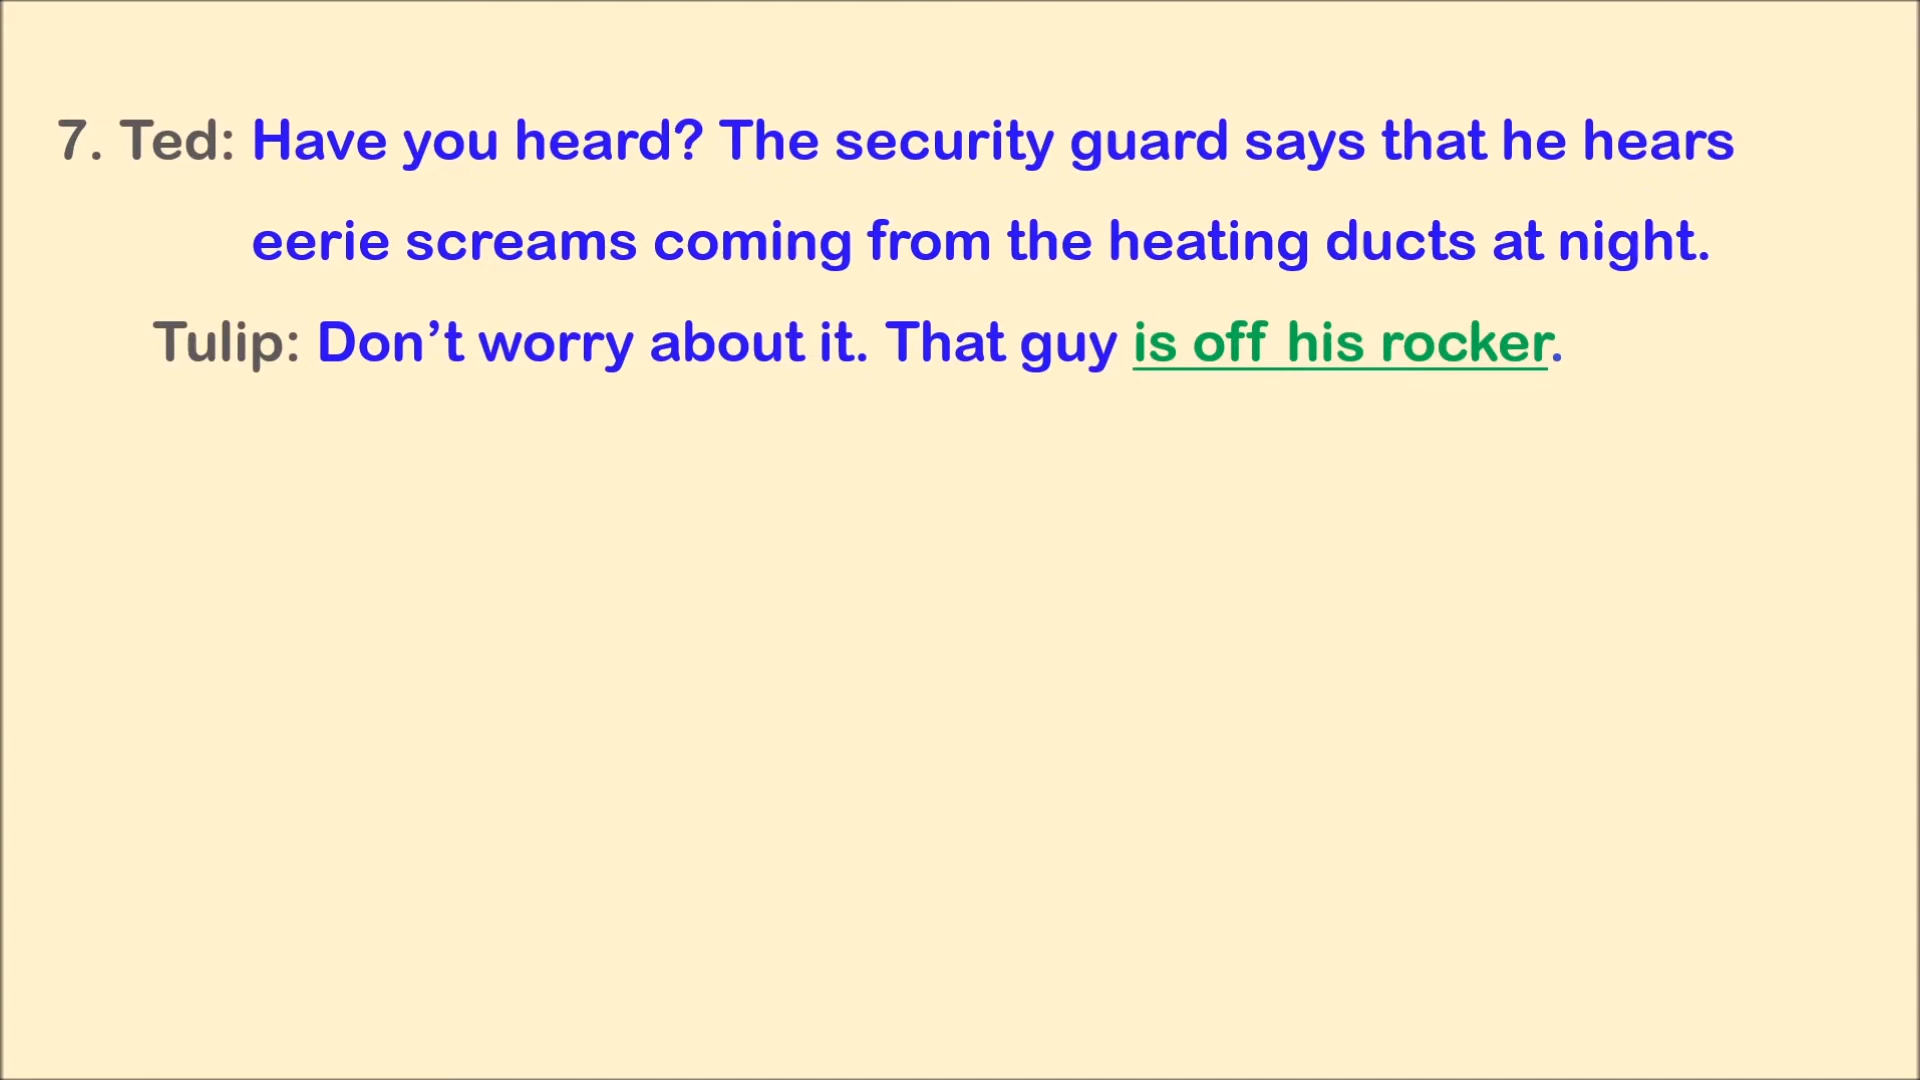 7. Ted: Have you heard? The security guard says that he hears
eerie screams coming from the heating ducts at night.
Tulip: Don’t worry about it. That guy is off his rocker.